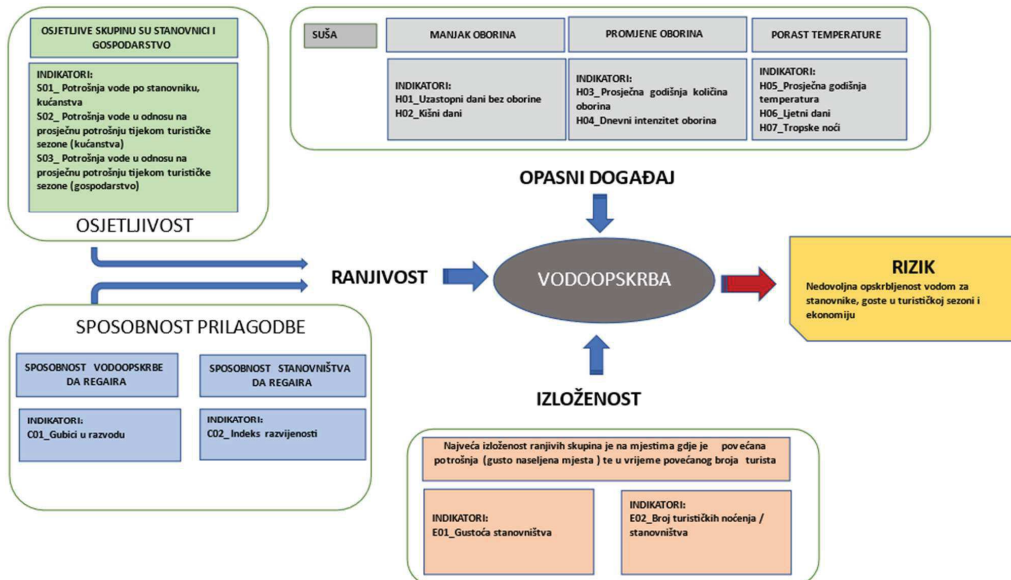 OSJETLJIVE SKUPINU SU STANOVNICI I
GOSPODARSTVO
INDIKATORI:
S01_ Potrošnja vode po stanovniku,
kućanstva
S02_ Potrošnja vode u odnosu na
prosječnu potrošnju tijekom turističke
sezone (kućanstva)
S03_ Potrošnja vode u odnosu na
prosječnu potrošnju tijekom turističke
sezone (gospodarstvo)
OSJETLJIVOST
SUŠA
MANJAK OBORINA
INDIKATORI:
H01_Uzastopni dani bez oborine
H02_Kišni dani
PROMJENE OBORINA
INDIKATORI:
H03_Prosječna godišnja količina
oborina
H04_Dnevni intenzitet oborina
PORAST TEMPERATURE
INDIKATORI:
H05_Prosječna godišnja
temperatura
H06_Ljetni dani
H07_Tropske noći
OPASNI DOGAĐAJ
RANJIVOST
VODOOPSKRBA
RIZIK
Nedovoljna opskrbljenost vodom za
stanovnike, goste u turističkoj sezoni i
ekonomiju
SPOSOBNOST PRILAGODBE
SPOSOBNOST VODOOPSKRBE
DA REGAIRA
INDIKATORI:
C01_Gubici u razvodu
SPOSOBNOST STANOVNIŠTVA
DA REGAIRA
INDIKATORI:
C02_Indeks razvijenosti
IZLOŽENOST
Najveća izloženost ranjivih skupina je na mjestima gdje je povećana
potrošnja (gusto naseljena mjesta ) te u vrijeme povećanog broja turista
INDIKATORI:
E01_Gustoća stanovništva
INDIKATORI:
E02_Broj turističkih noćenja /
stanovništva